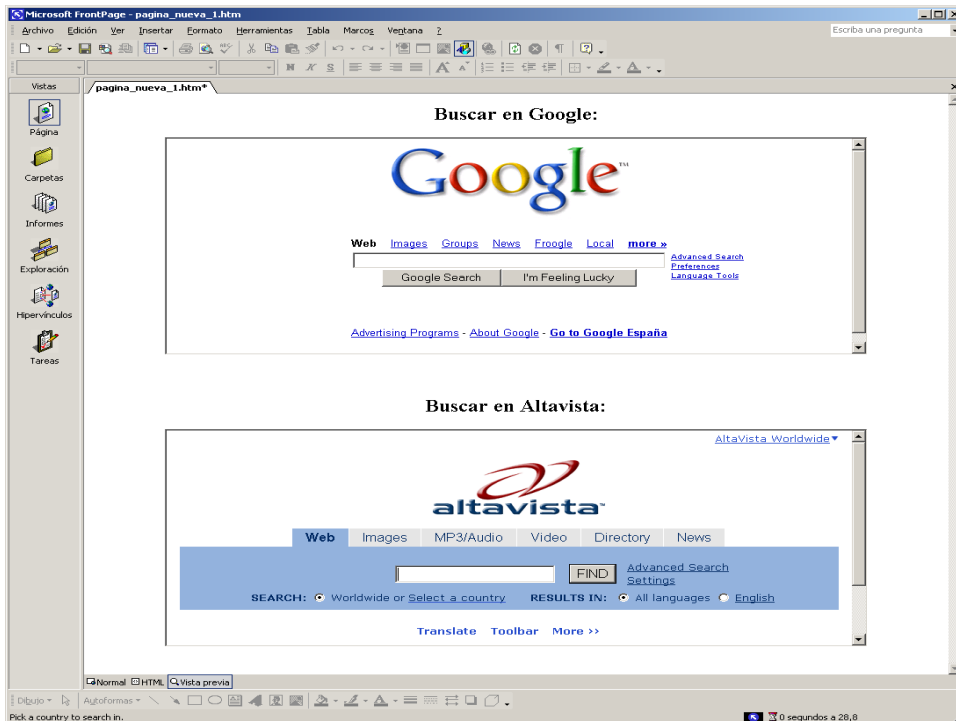 Microsoft FrontPage - pagina_nueva_1.htm
Archivo Edición Ver Insertar Formato Herramientas Tabla Marcos Ventana ? Escriba una pregunta
N K S
Vistas
pagina_nueva_1.htm*
Página
Carpetas
Informes
Exploración
Hipervínculos
Tareas
Buscar en Google:
Google™
Web Images Groups News Froogle Local more »
Advanced Search
Preferences
Language Tools
Google Search I'm Feeling Lucky
Advertising Programs - About Google - Go to Google España
Buscar en Altavista:
AltaVista Worldwide
altavista™
Web Images MP3/Audio Video Directory News
FIND
Advanced Search
Settings
SEARCH: Worldwide or Select a country RESULTS IN: All languages English
Translate Toolbar More >>
Normal HTML Vista previa
Dibujo Autoformas
Pick a country to search in. 0 segundos a 28,8